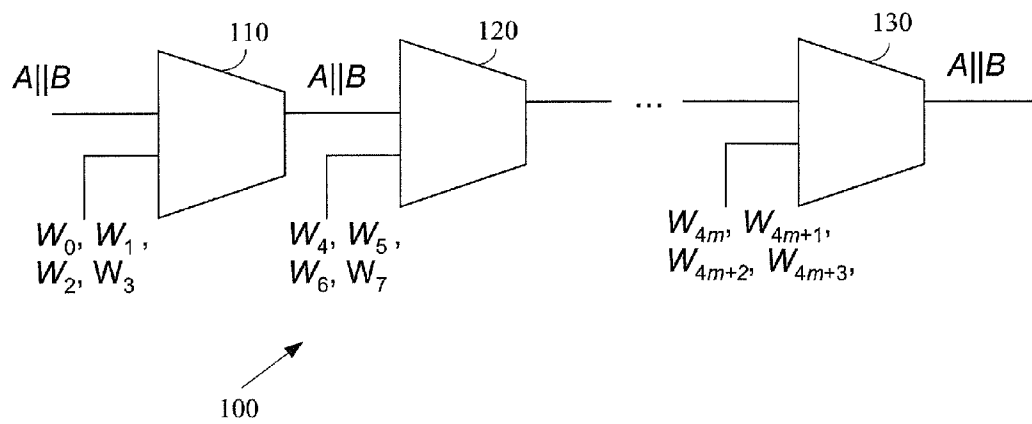 110
120
130
A||B
A||B
...
A||B
W0, W1,
W2, W3
W4, W5,
W6, W7
W4m, W4m+1,
W4m+2, W4m+3,
100